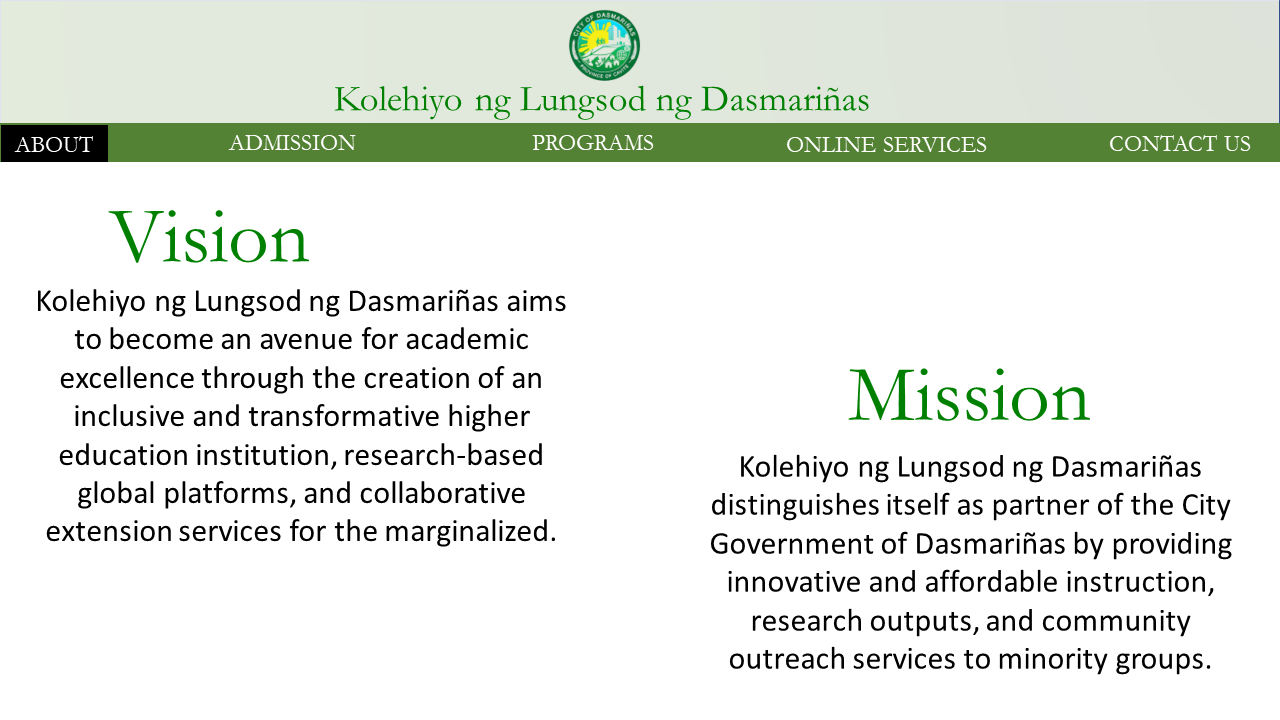 CITY OF DASMARIÑAS
PROVINCE OF CAVITE
Kolehiyo ng Lungsod ng Dasmariñas
ABOUT
ADMISSION
PROGRAMS
ONLINE SERVICES
CONTACT US
Vision
Kolehiyo ng Lungsod ng Dasmariñas aims
to become an avenue for academic
excellence through the creation of an
inclusive and transformative higher
education institution, research-based
global platforms, and collaborative
extension services for the marginalized.
Mission
Kolehiyo ng Lungsod ng Dasmariñas
distinguishes itself as partner of the City
Government of Dasmariñas by providing
innovative and affordable instruction,
research outputs, and community
outreach services to minority groups.